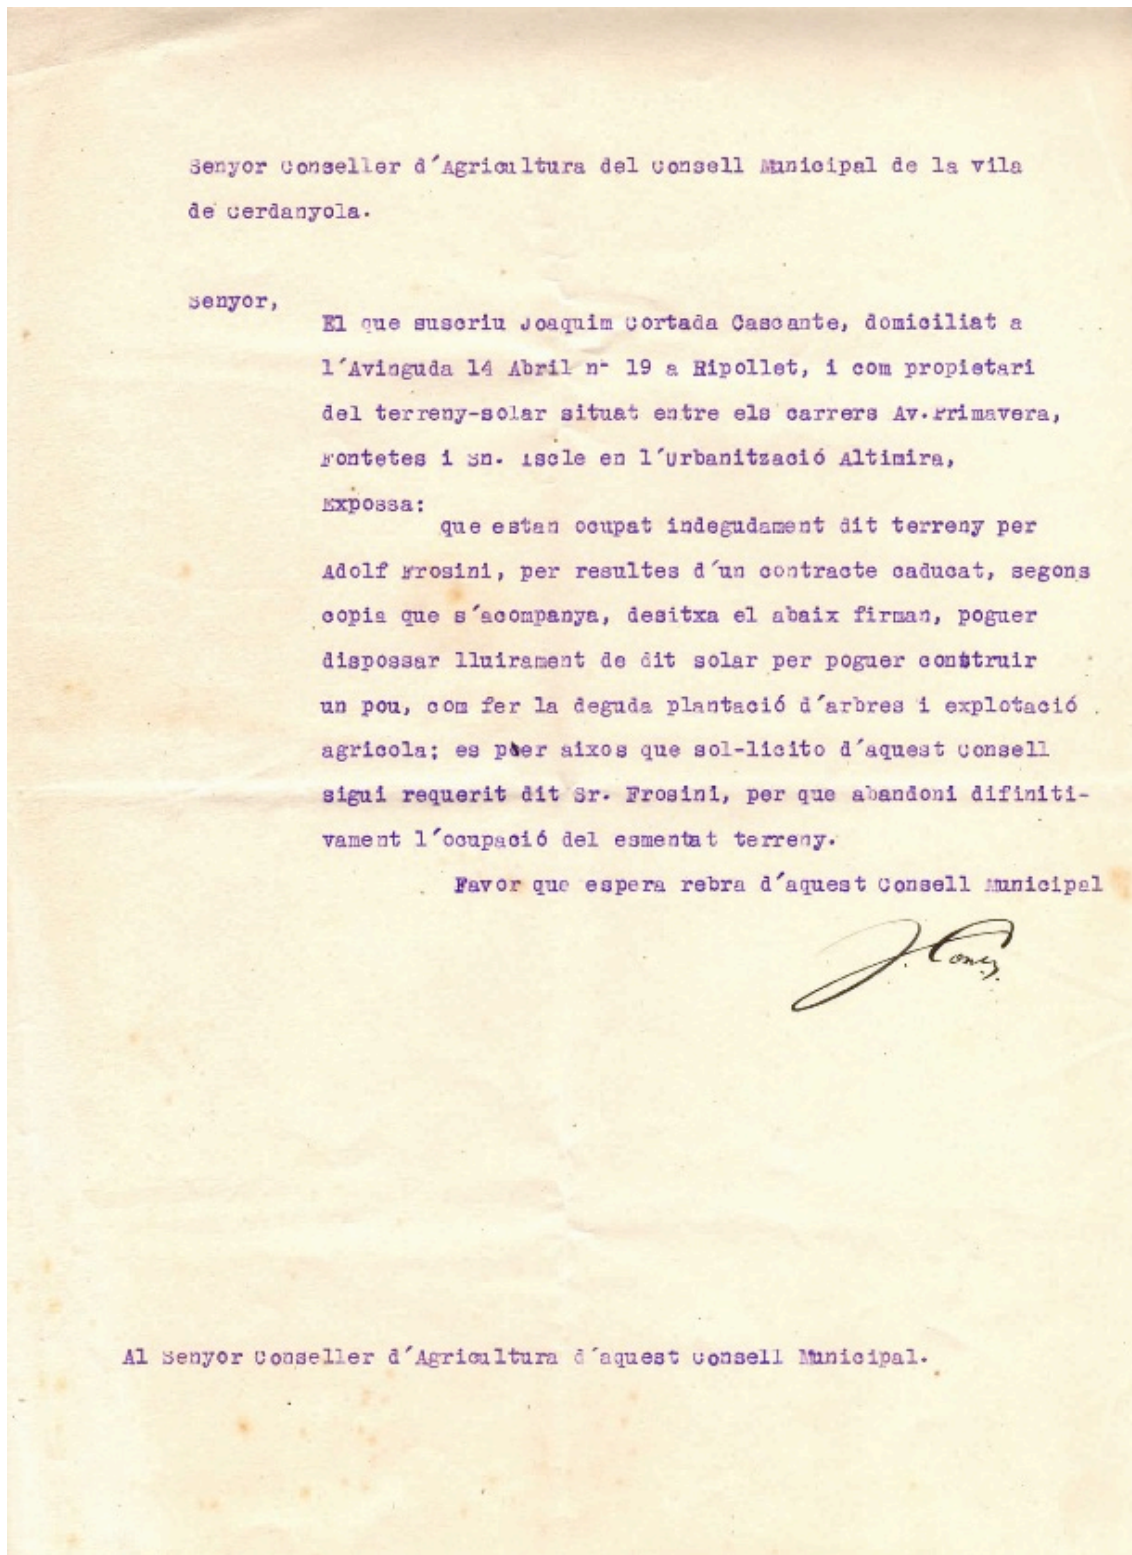 Senyor Conseller d´Agricultura del Consell Municipal de la vila
de Cerdanyola.
Senyor,
El que suscriu Joaquim Cortada Cascante, domiciliat a
l´Avinguda 14 Abril nº 19 a Ripollet, i com propietari
del terreny-solar situat entre els carrers Av.Primavera,
Fontetes i Sn. Iscle en l´Urbanització Altimira,
Expossa:
que estan ocupat indegudament dit terreny per
Adolf Frosini, per resultes d´un contracte caducat, segons
copia que s´acompanya, desitxa el abaix firman, poguer
dispossar lluirament de dit solar per poguer construir
un pou, com fer la deguda plantació d´arbres i explotació
agricola; es per aixos que sol-licito d´aquest Consell
sigui requerit dit Sr. Frosini, per que abandoni difiniti-
vament l´ocupació del esmentat terreny.
Favor que espera rebra d´aquest Consell Municipal
J.
Al Senyor Conseller d´Agricultura d´aquest Consell Municipal.